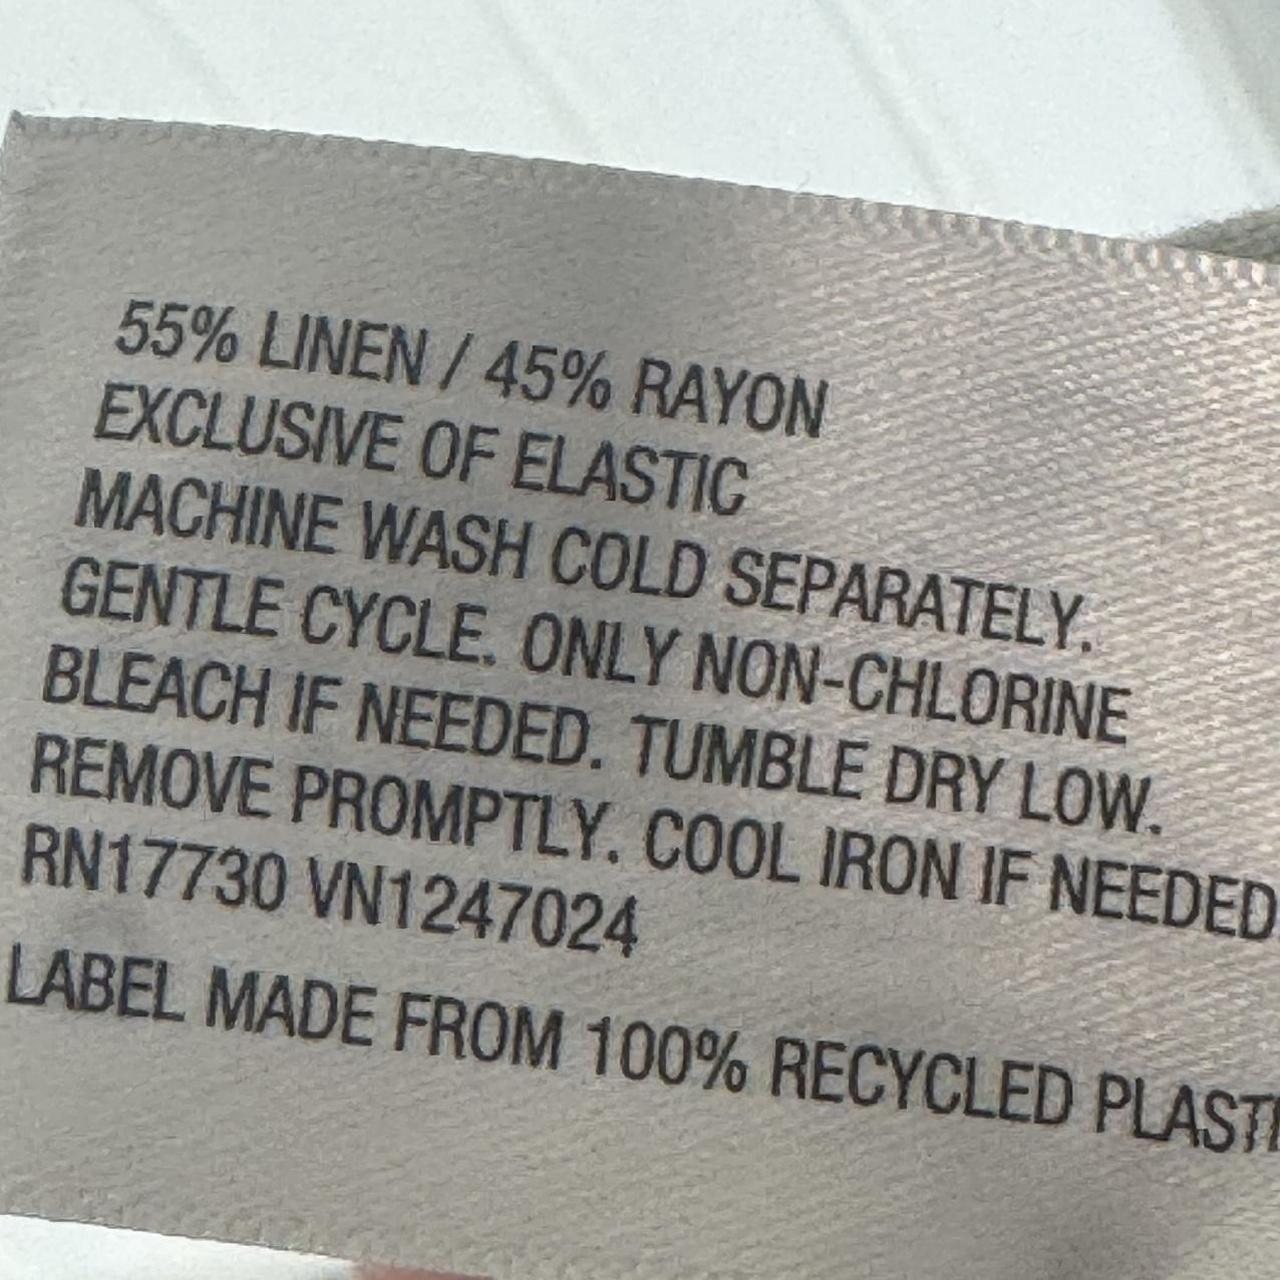 55% LINEN / 45% RAYON
EXCLUSIVE OF ELASTIC
MACHINE WASH COLD SEPARATELY.
GENTLE CYCLE. ONLY NON-CHLORINE
BLEACH IF NEEDED. TUMBLE DRY LOW.
REMOVE PROMPTLY. COOL IRON IF NEEDED
RN17730 VN1247024
LABEL MADE FROM 100% RECYCLED